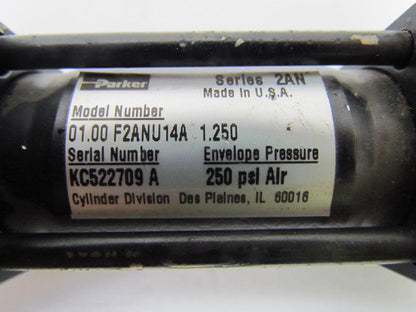 Parker Series 2AN
Made in U.S.A.
Model Number
01.00 F2ANU14A 1.250
Serial Number Envelope Pressure
KC522709 A 250 psi Air
Cylinder Division Des Plaines, IL 60016